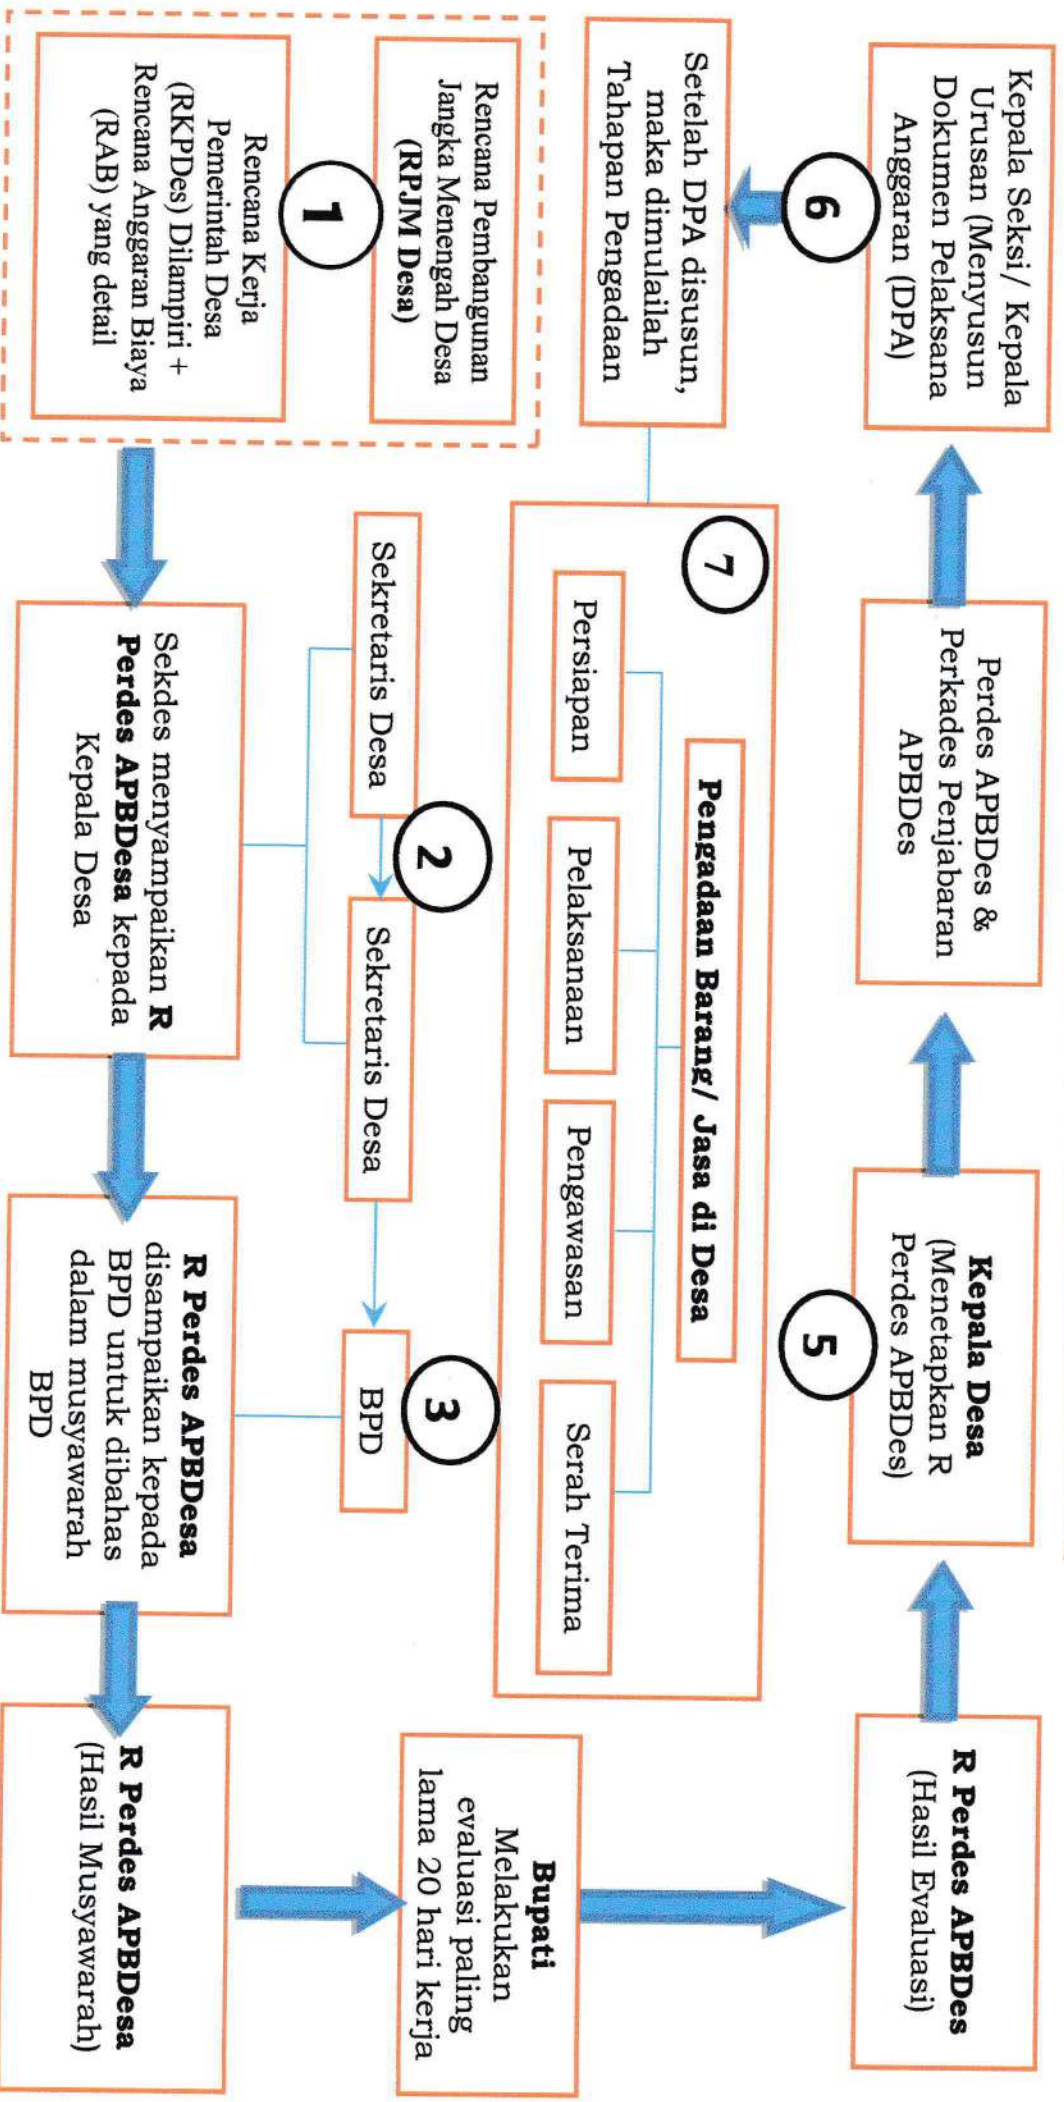 Kepala Seksi/ Kepala
Urusan (Menyusun
Dokumen Pelaksana
Anggaran (DPA)
Perdes APBDes &
Perkades Penjabaran
APBDes
Kepala Desa
(Menetapkan R
Perdes APBDes)
R Perdes APBDes
(Hasil Evaluasi)
6
5
Setelah DPA disusun,
maka dimulailah
Tahapan Pengadaan
7
Pengadaan Barang/ Jasa di Desa
Persiapan
Pelaksanaan
Pengawasan
Serah Terima
Bupati
Melakukan
evaluasi paling
lama 20 hari kerja
Rencana Pembangunan
Jangka Menengah Desa
(RPJM Desa)
1
Rencana Kerja
Pemerintah Desa
(RKPDes) Dilampiri +
Rencana Anggaran Biaya
(RAB) yang detail
2
Sekretaris Desa
Sekretaris Desa
3
BPD
Sekdes menyampaikan R
Perdes APBDesa kepada
Kepala Desa
R Perdes APBDesa
disampaikan kepada
BPD untuk dibahas
dalam musyawarah
BPD
R Perdes APBDesa
(Hasil Musyawarah)